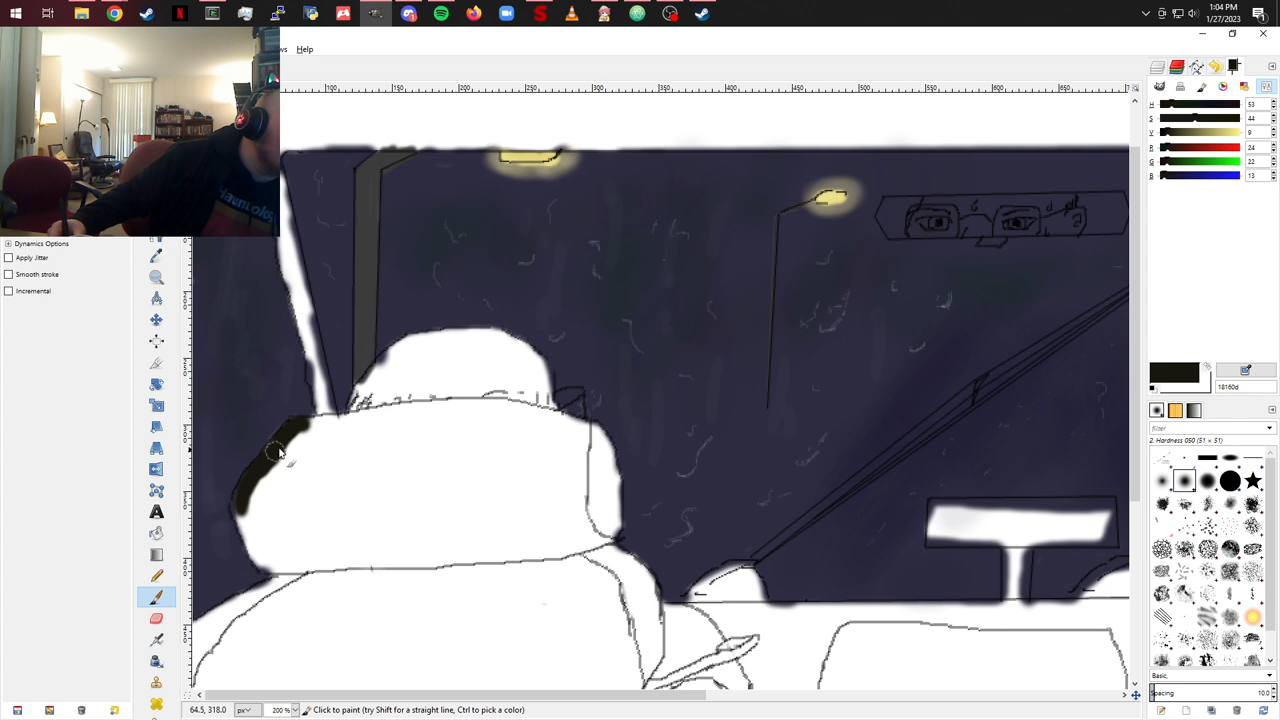 1:04 PM
1/27/2023
ws Help
100 150 200 250 300 350 400 450 500 550 600 650
H 53
S 44
V 9
R 24
G 22
B 13
HAUNTOLOGY
Dynamics Options
Apply Jitter
Smooth stroke
Incremental
18160d
filter
2. Hardness 050 (51 × 51)
Basic,
Spacing 10.0
64.5, 318.0 px 200 % Click to paint (try Shift for a straight line, Ctrl to pick a color)